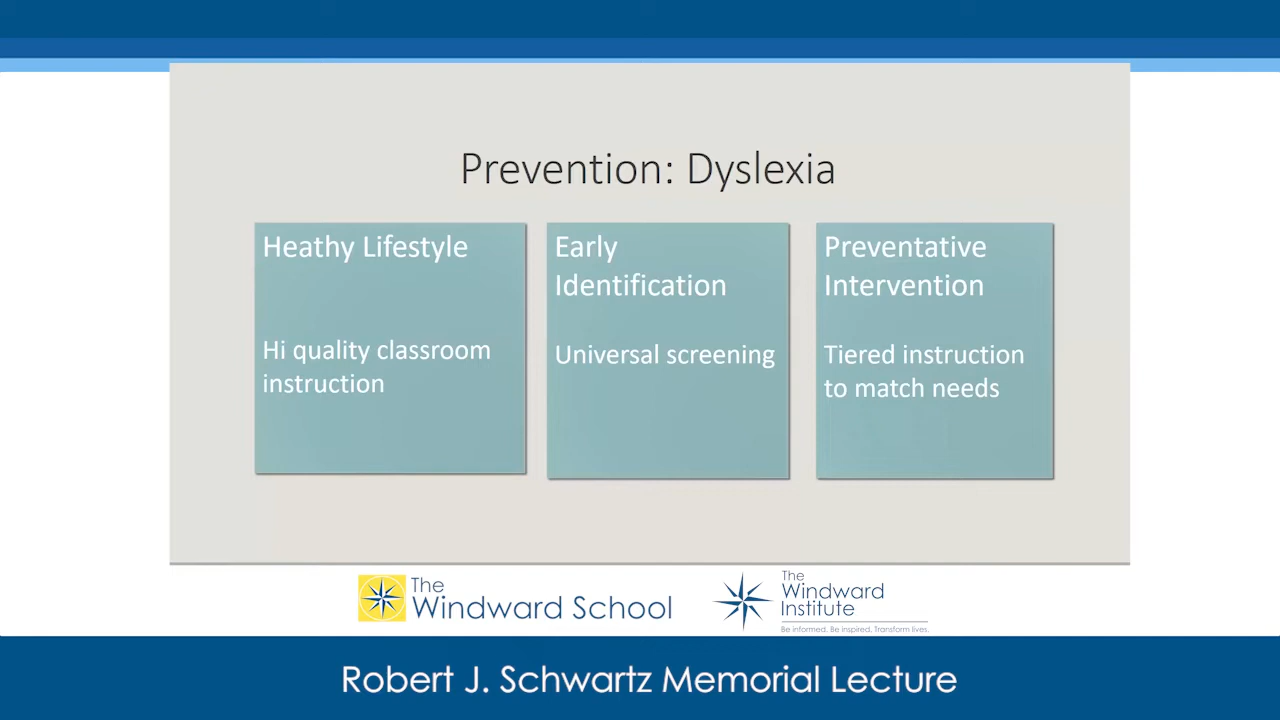 Prevention: Dyslexia
Heathy Lifestyle
Hi quality classroom
instruction
Early
Identification
Universal screening
Preventative
Intervention
Tiered instruction
to match needs
The
Windward School
The
Windward
Institute
Be informed. Be inspired. Transform lives.
Robert J. Schwartz Memorial Lecture